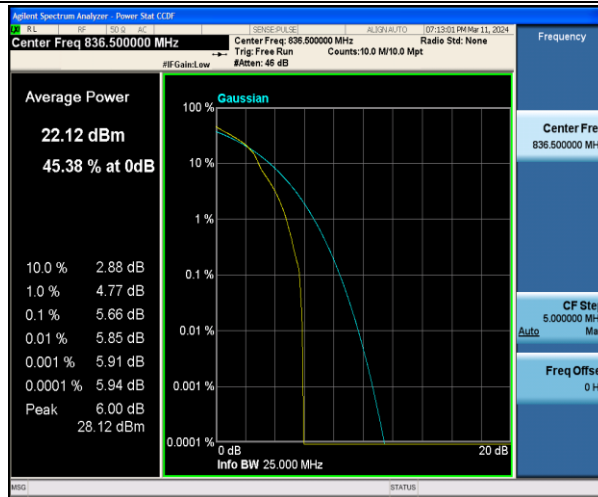 Agilent Spectrum Analyzer - Power Stat CCDF
RL RF 50 Ω AC SENSE:PULSE ALIGN AUTO 07:13:01 PM Mar 11, 2024
Center Freq 836.500000 MHz
Center Freq: 836.500000 MHz Radio Std: None
Trig: Free Run Counts:10.0 M/10.0 Mpt
#IFGain:Low #Atten: 46 dB
Frequency
Average Power
22.12 dBm
45.38 % at 0dB
10.0 % 2.88 dB
1.0 % 4.77 dB
0.1 % 5.66 dB
0.01 % 5.85 dB
0.001 % 5.91 dB
0.0001 % 5.94 dB
Peak 6.00 dB
28.12 dBm
Gaussian
100 %
10 %
1 %
0.1 %
0.01 %
0.001 %
0.0001 %
0 dB 20 dB
Info BW 25.000 MHz
Center Fre
836.500000 MH
CF Ste
5.000000 MH
Auto Ma
Freq Offse
0 H
MSG STATUS